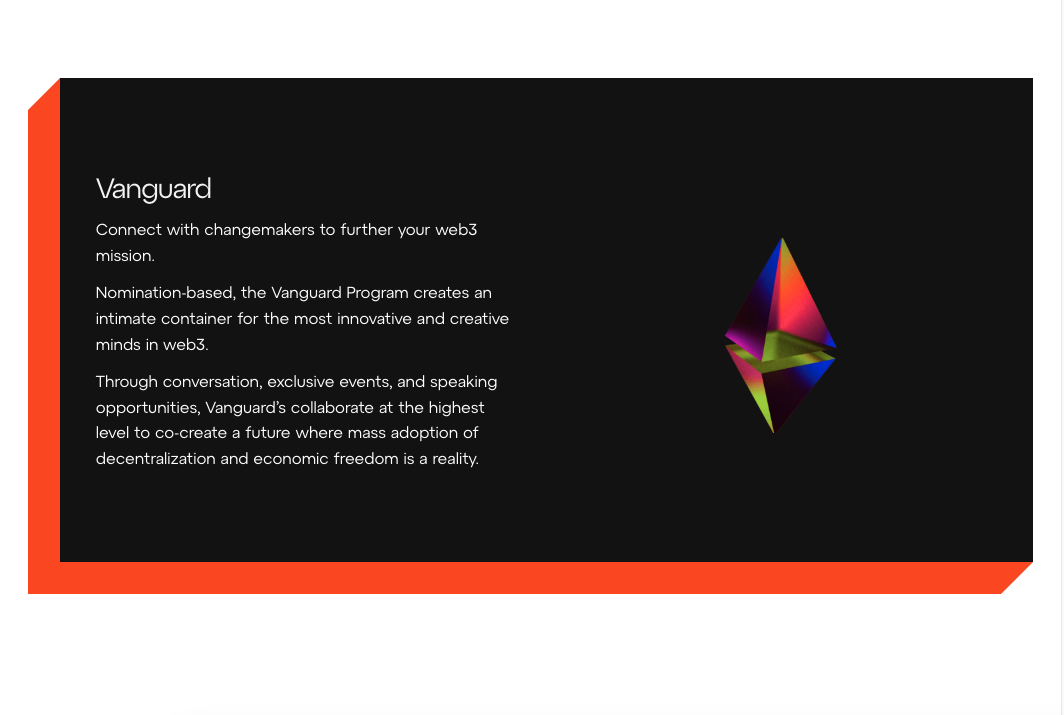 Vanguard
Connect with changemakers to further your web3
mission.
Nomination-based, the Vanguard Program creates an
intimate container for the most innovative and creative
minds in web3.
Through conversation, exclusive events, and speaking
opportunities, Vanguard’s collaborate at the highest
level to co-create a future where mass adoption of
decentralization and economic freedom is a reality.